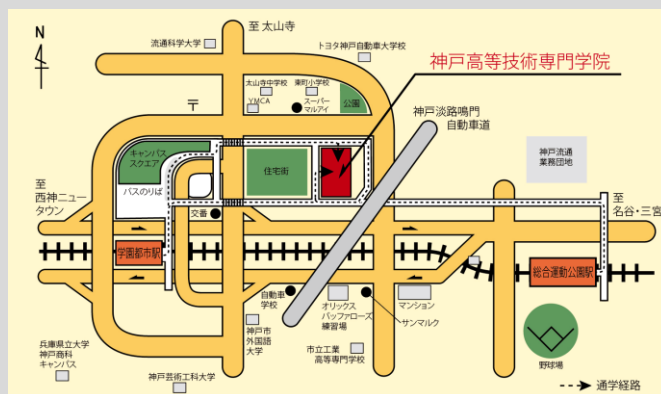 至 太山寺
N
流通科学大学
トヨタ神戸自動車大学校
神戸高等技術専門学院
太山寺中学校
東町小学校
YMCA
スーパー
マルアイ
公園
〒
神戸淡路鳴門
自動車道
キャンパス
スクエア
住宅街
神戸流通
業務団地
至
西神ニュー
タウン
バスのりば
交番
至
名谷・三宮
学園都市駅
総合運動公園駅
自動車
学校
オリックス
バッファローズ
練習場
マンション
サンマルク
神戸市
外国語
大学
市立工業
高等専門学校
兵庫県立大学
神戸商科
キャンパス
神戸芸術工科大学
野球場
通学経路